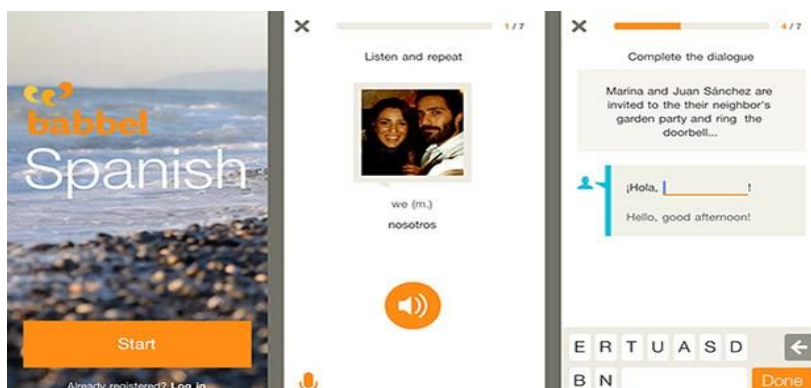 babbel
Spanish
Start
Already registered? Log in
1/7
Listen and repeat
we (m.)
nosotros
4/7
Complete the dialogue
Marina and Juan Sánchez are
invited to the their neighbor's
garden party and ring the
doorbell...
¡Hola, ____________!
Hello, good afternoon!
E R T U A S D
B N
Done